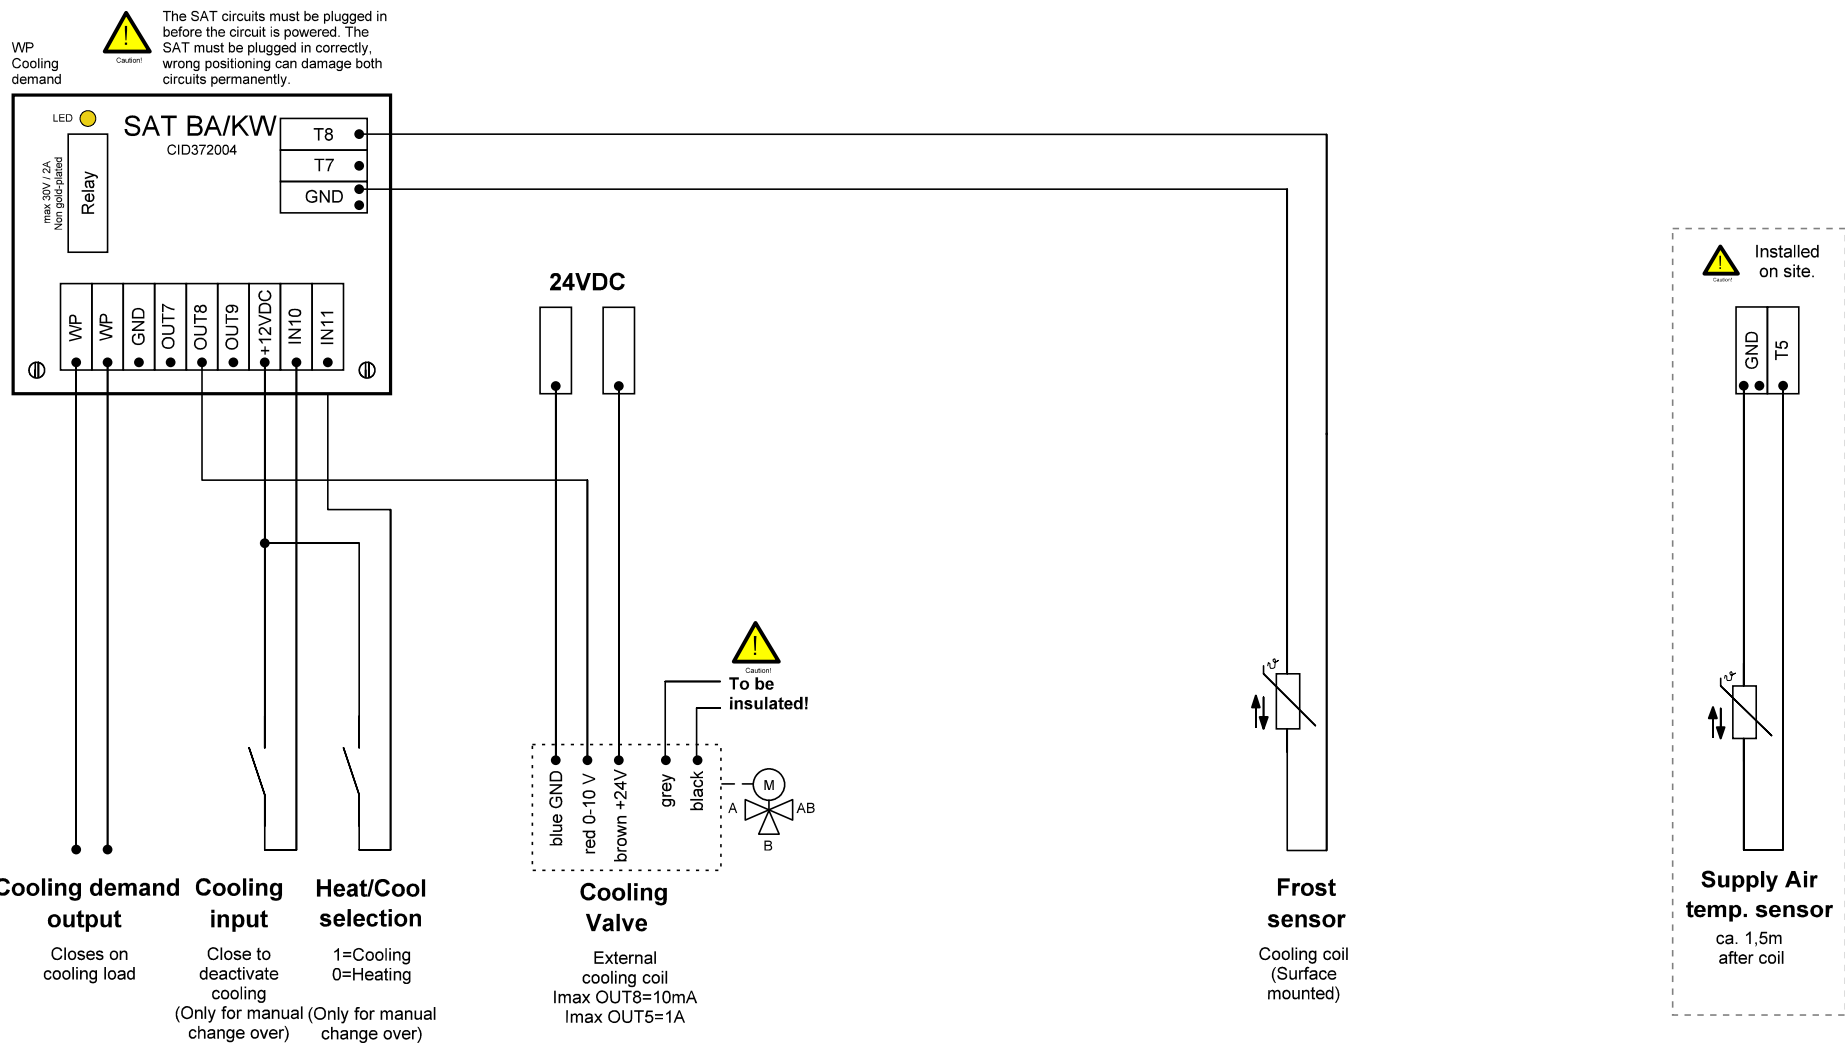 WP
Cooling
demand
Caution!
The SAT circuits must be plugged in
before the circuit is powered. The
SAT must be plugged in correctly,
wrong positioning can damage both
circuits permanently.
LED
SAT BA/KW
CID372004
max 30V / 2A
Non gold-plated
Relay
T8
T7
GND
WP
WP
GND
OUT7
OUT8
OUT9
+12VDC
IN10
IN11
24VDC
Caution!
Installed
on site.
GND
T5
Caution!
To be
insulated!
blue GND
red 0-10 V
brown +24V
grey
black
M
A
AB
B
ϑ
ϑ
Cooling demand
output
Closes on
cooling load
Cooling
input
Close to
deactivate
cooling
(Only for manual
change over)
Heat/Cool
selection
1=Cooling
0=Heating
(Only for manual
change over)
Cooling
Valve
External
cooling coil
Imax OUT8=10mA
Imax OUT5=1A
Frost
sensor
Cooling coil
(Surface
mounted)
Supply Air
temp. sensor
ca. 1,5m
after coil